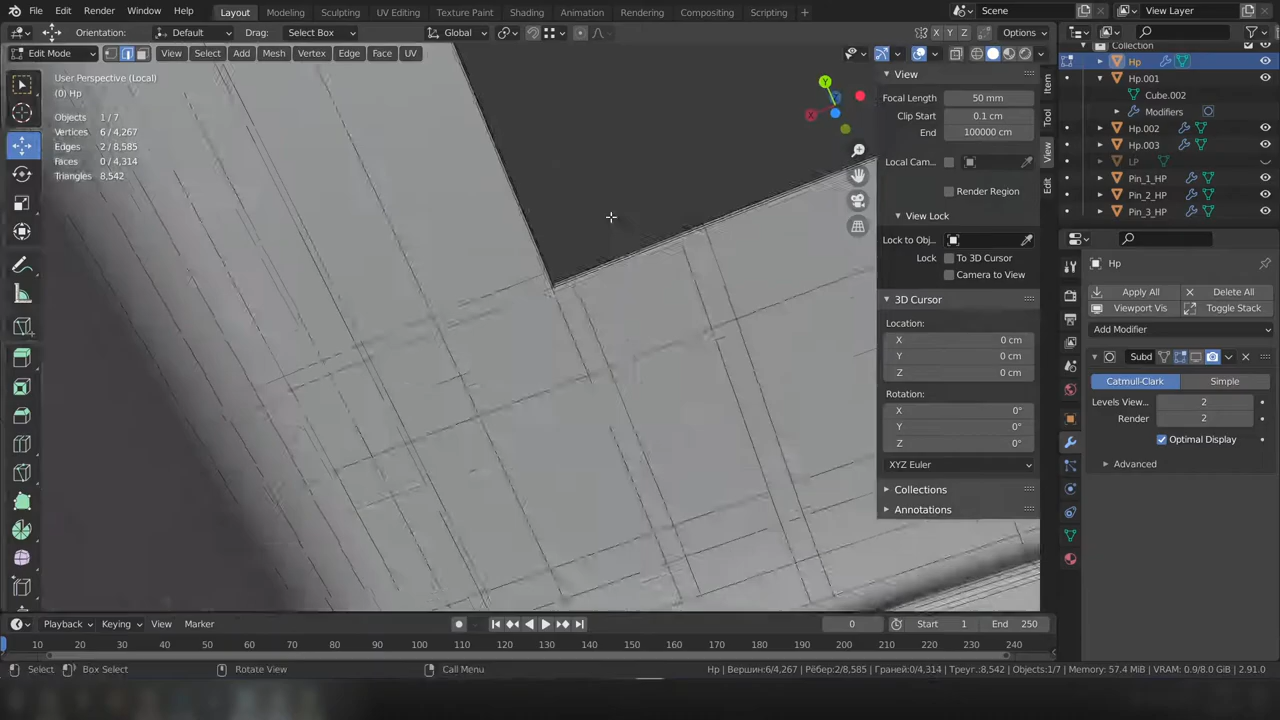 File Edit Render Window Help Layout Modeling Sculpting UV Editing Texture Paint Shading Animation Rendering Compositing Scripting + Scene View Layer
Orientation: Default Drag: Select Box Global X Y Z Options
Edit Mode View Select Add Mesh Vertex Edge Face UV
User Perspective (Local)
(0) Hp
Objects 1 / 7
Vertices 6 / 4,267
Edges 2 / 8,585
Faces 0 / 4,314
Triangles 8,542
Y
X
Z
View
Focal Length 50 mm
Clip Start 0.1 cm
End 100000 cm
Local Cam...
Render Region
View Lock
Lock to Obj...
Lock To 3D Cursor
Camera to View
3D Cursor
Location:
X 0 cm
Y 0 cm
Z 0 cm
Rotation:
X 0°
Y 0°
Z 0°
XYZ Euler
Collections
Annotations
Item
Tool
View
Edit
Collection
Hp
Hp.001
Cube.002
Modifiers
Hp.002
Hp.003
LP
Pin_1_HP
Pin_2_HP
Pin_3_HP
Hp
Apply All Delete All
Viewport Vis Toggle Stack
Add Modifier
Subd
Catmull-Clark Simple
Levels View... 2
Render 2
Optimal Display
Advanced
Playback Keying View Marker 0 Start 1 End 250
10 20 30 40 50 60 70 80 90 100 110 120 130 140 150 160 170 180 190 200 210 220 230 240
Select Box Select Rotate View Call Menu Hp | Вершин:6/4,267 | Рёбер:2/8,585 | Граней:0/4,314 | Треуг.:8,542 | Objects:1/7 | Memory: 57.4 MiB | VRAM: 0.9/8.0 GiB | 2.91.0